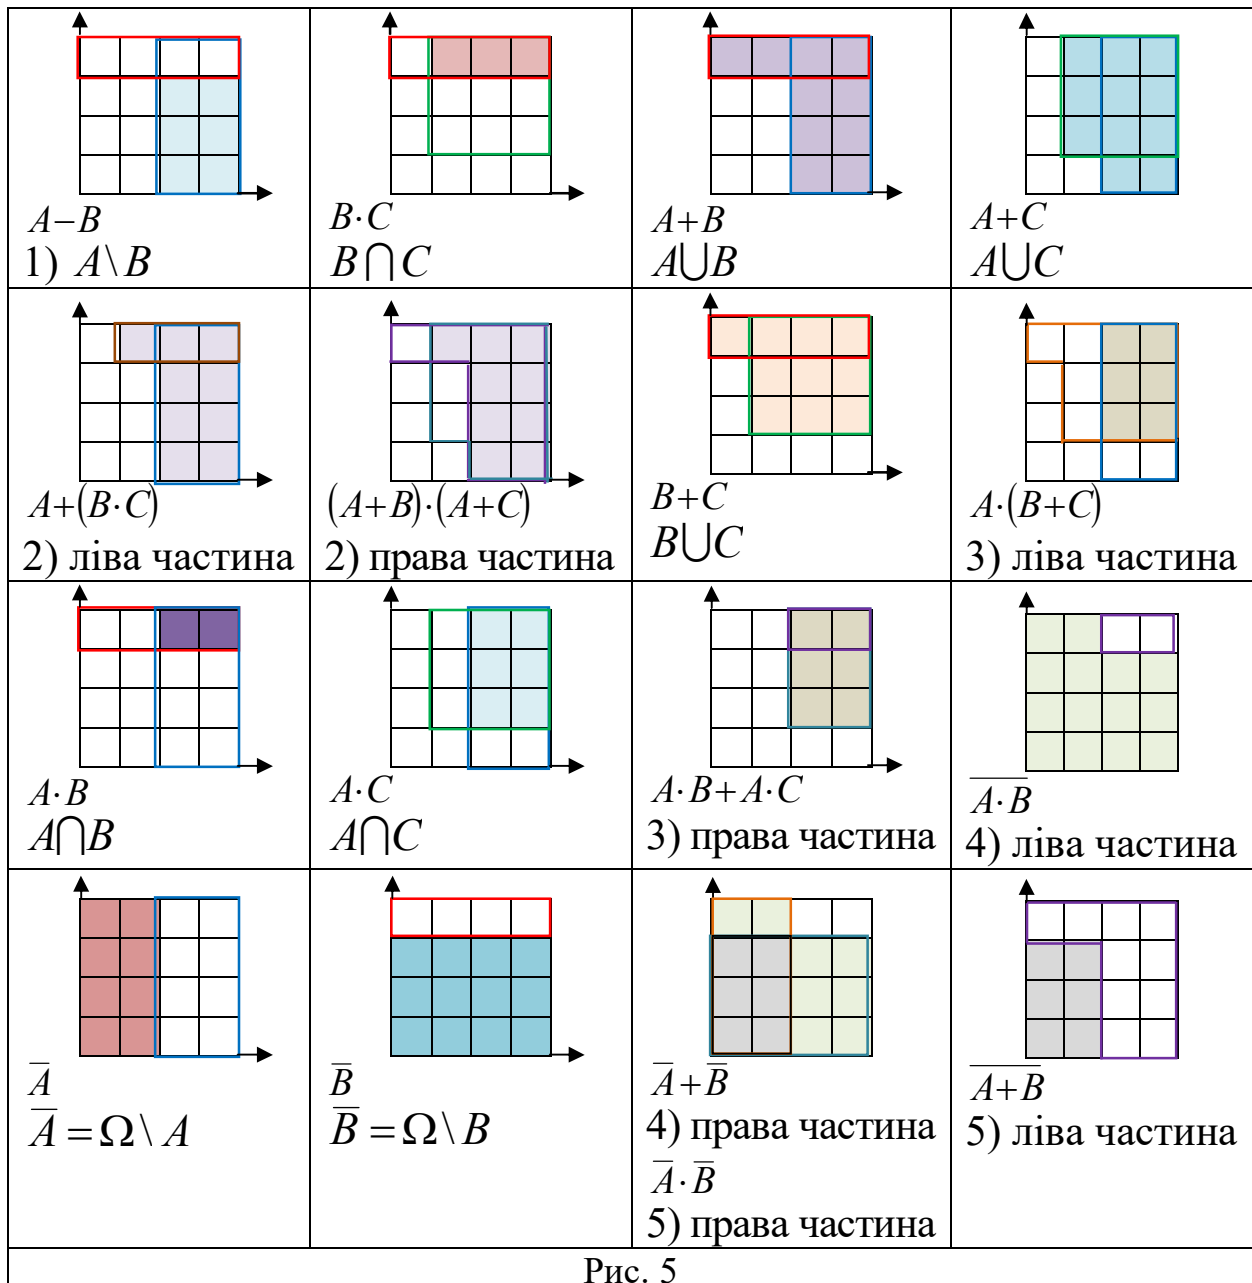 A−B
1) A\B
B·C
B⋂C
A+B
A⋃B
A+C
A⋃C
A+(B·C)
2) ліва частина
(A+B)·(A+C)
2) права частина
B+C
B⋃C
A·(B+C)
3) ліва частина
A·B
A⋂B
A·C
A⋂C
A·B+A·C
3) права частина
A̅·̅B̅
4) ліва частина
A̅
A̅=Ω\A
B̅
B̅=Ω\B
A̅+B̅
4) права частина
A̅·B̅
5) права частина
A̅+̅B̅
5) ліва частина
Рис. 5